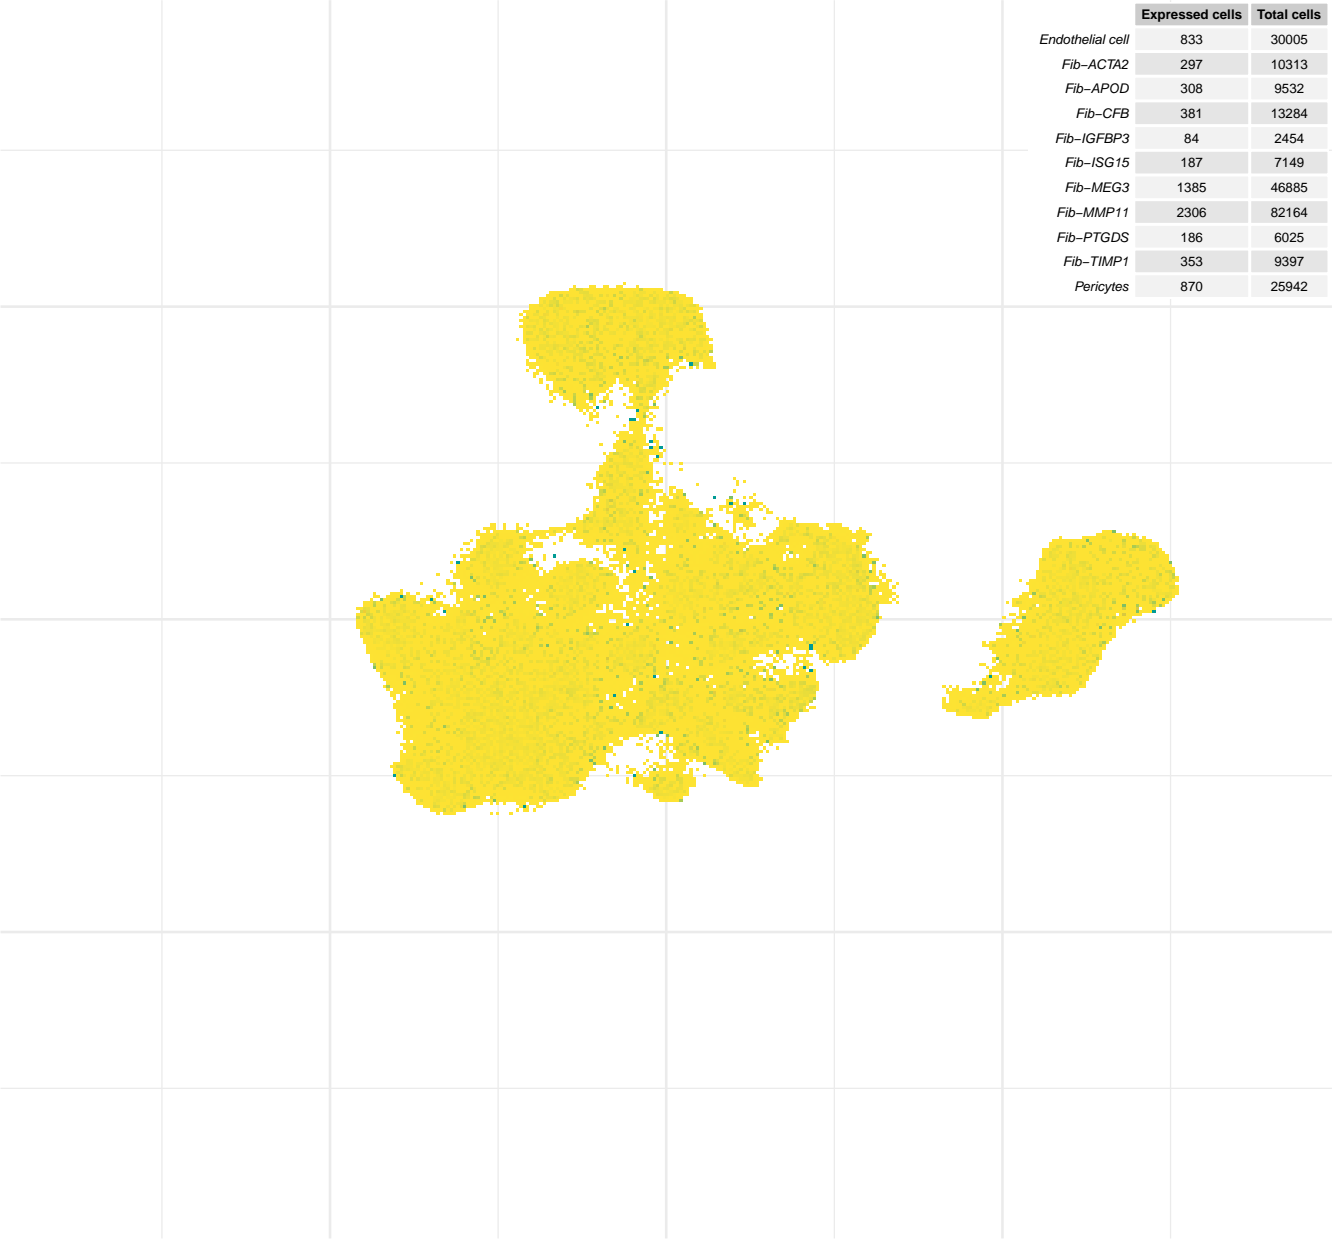 Expressed cells Total cells
Endothelial cell 833 30005
Fib−ACTA2 297 10313
Fib−APOD 308 9532
Fib−CFB 381 13284
Fib−IGFBP3 84 2454
Fib−ISG15 187 7149
Fib−MEG3 1385 46885
Fib−MMP11 2306 82164
Fib−PTGDS 186 6025
Fib−TIMP1 353 9397
Pericytes 870 25942